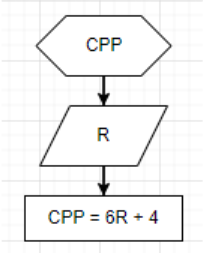 CPP
R
CPP = 6R + 4